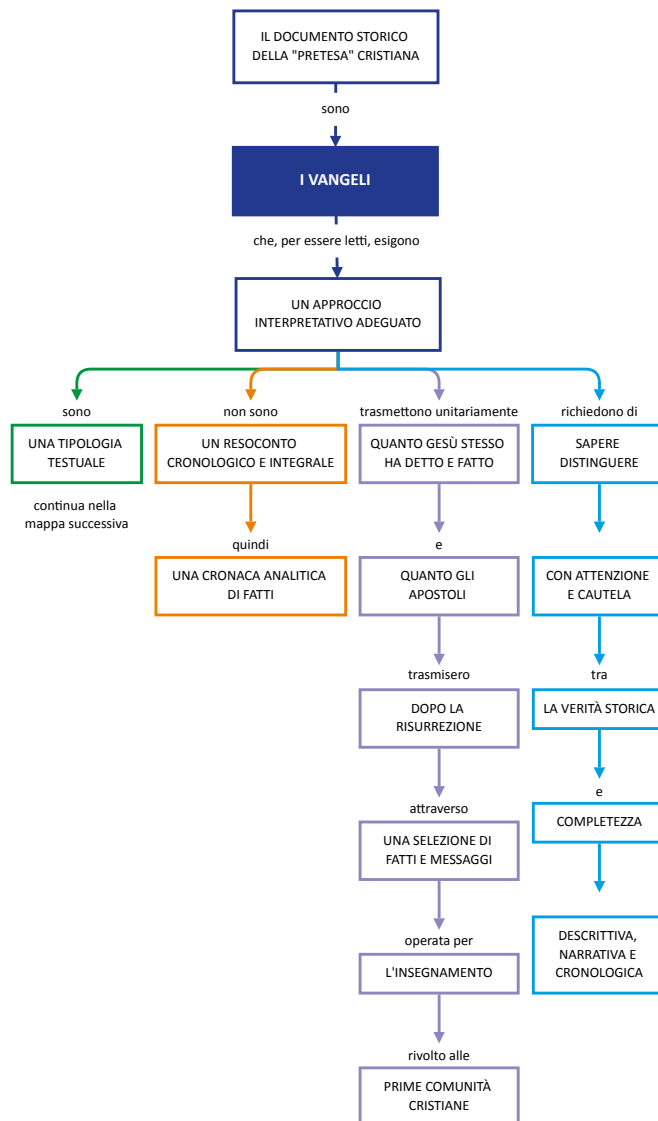 IL DOCUMENTO STORICO
DELLA "PRETESA" CRISTIANA
sono
I VANGELI
che, per essere letti, esigono
UN APPROCCIO
INTERPRETATIVO ADEGUATO
sono
UNA TIPOLOGIA
TESTUALE
continua nella
mappa successiva
non sono
UN RESOCONTO
CRONOLOGICO E INTEGRALE
quindi
UNA CRONACA ANALITICA
DI FATTI
trasmettono unitariamente
QUANTO GESÙ STESSO
HA DETTO E FATTO
e
QUANTO GLI
APOSTOLI
trasmisero
DOPO LA
RISURREZIONE
attraverso
UNA SELEZIONE DI
FATTI E MESSAGGI
operata per
L'INSEGNAMENTO
rivolto alle
PRIME COMUNITÀ
CRISTIANE
richiedono di
SAPERE
DISTINGUERE
CON ATTENZIONE
E CAUTELA
tra
LA VERITÀ STORICA
e
COMPLETEZZA
DESCRITTIVA,
NARRATIVA E
CRONOLOGICA